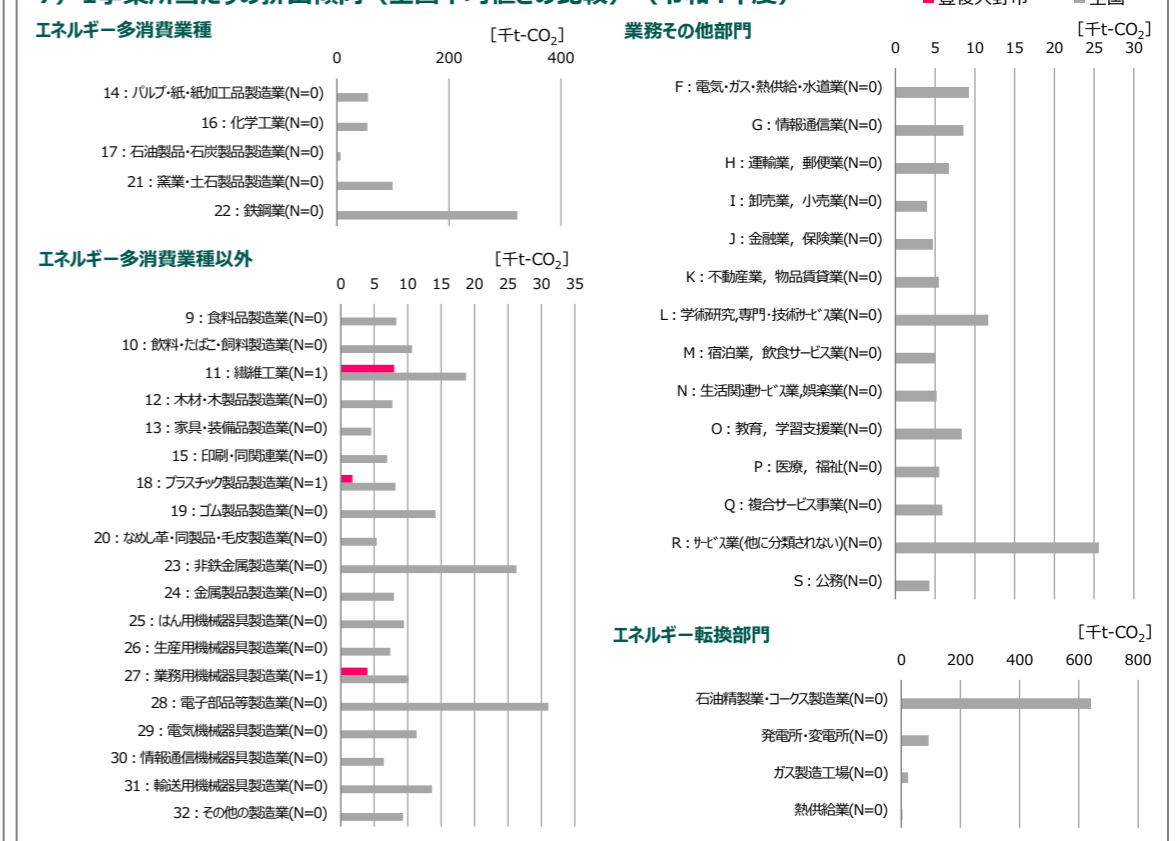 エネルギー多消費業種
[千t-CO₂]
0 200 400
14：パルプ・紙・紙加工品製造業(N=0)
16：化学工業(N=0)
17：石油製品・石炭製品製造業(N=0)
21：窯業・土石製品製造業(N=0)
22：鉄鋼業(N=0)
エネルギー多消費業種以外
[千t-CO₂]
0 5 10 15 20 25 30 35
9：食料品製造業(N=0)
10：飲料・たばこ・飼料製造業(N=0)
11：繊維工業(N=1)
12：木材・木製品製造業(N=0)
13：家具・装備品製造業(N=0)
15：印刷・同関連業(N=0)
18：プラスチック製品製造業(N=1)
19：ゴム製品製造業(N=0)
20：なめし革・同製品・毛皮製造業(N=0)
23：非鉄金属製造業(N=0)
24：金属製品製造業(N=0)
25：はん用機械器具製造業(N=0)
26：生産用機械器具製造業(N=0)
27：業務用機械器具製造業(N=1)
28：電子部品等製造業(N=0)
29：電気機械器具製造業(N=0)
30：情報通信機械器具製造業(N=0)
31：輸送用機械器具製造業(N=0)
32：その他の製造業(N=0)
業務その他部門
[千t-CO₂]
0 5 10 15 20 25 30
F：電気・ガス・熱供給・水道業(N=0)
G：情報通信業(N=0)
H：運輸業，郵便業(N=0)
I：卸売業，小売業(N=0)
J：金融業，保険業(N=0)
K：不動産業，物品賃貸業(N=0)
L：学術研究,専門・技術サービス業(N=0)
M：宿泊業，飲食サービス業(N=0)
N：生活関連サービス業,娯楽業(N=0)
O：教育，学習支援業(N=0)
P：医療，福祉(N=0)
Q：複合サービス事業(N=0)
R：サービス業(他に分類されない)(N=0)
S：公務(N=0)
エネルギー転換部門
[千t-CO₂]
0 200 400 600 800
石油精製業・コークス製造業(N=0)
発電所・変電所(N=0)
ガス製造工場(N=0)
熱供給業(N=0)